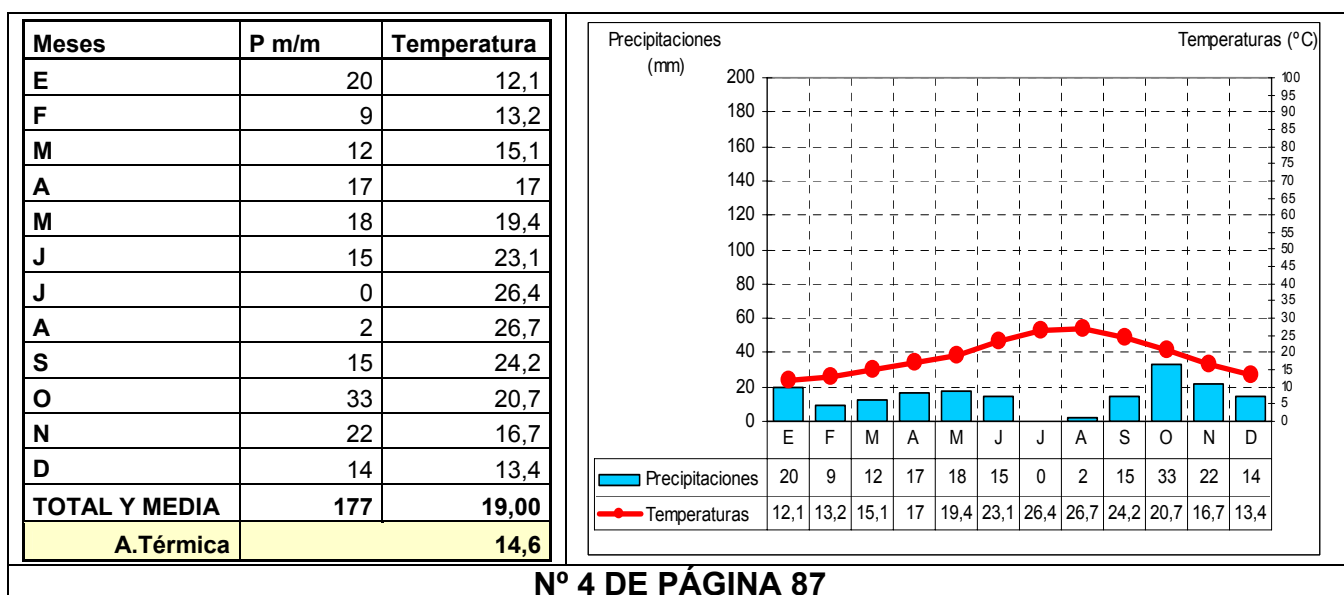 Meses P m/m Temperatura
E 20 12,1
F 9 13,2
M 12 15,1
A 17 17
M 18 19,4
J 15 23,1
J 0 26,4
A 2 26,7
S 15 24,2
O 33 20,7
N 22 16,7
D 14 13,4
TOTAL Y MEDIA 177 19,00
A.Térmica 14,6
Precipitaciones
(mm)
Temperaturas (ºC)
200
180
160
140
120
100
80
60
40
20
0
100
95
90
85
80
75
70
65
60
55
50
45
40
35
30
25
20
15
10
5
0
E F M A M J J A S O N D
Precipitaciones 20 9 12 17 18 15 0 2 15 33 22 14
Temperaturas 12,1 13,2 15,1 17 19,4 23,1 26,4 26,7 24,2 20,7 16,7 13,4
Nº 4 DE PÁGINA 87